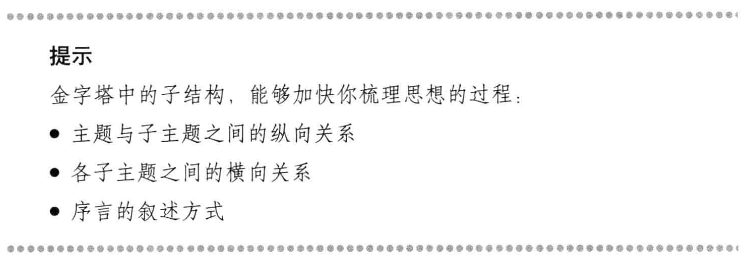 提示
金字塔中的子结构，能够加快你梳理思想的过程：
● 主题与子主题之间的纵向关系
● 各子主题之间的横向关系
● 序言的叙述方式